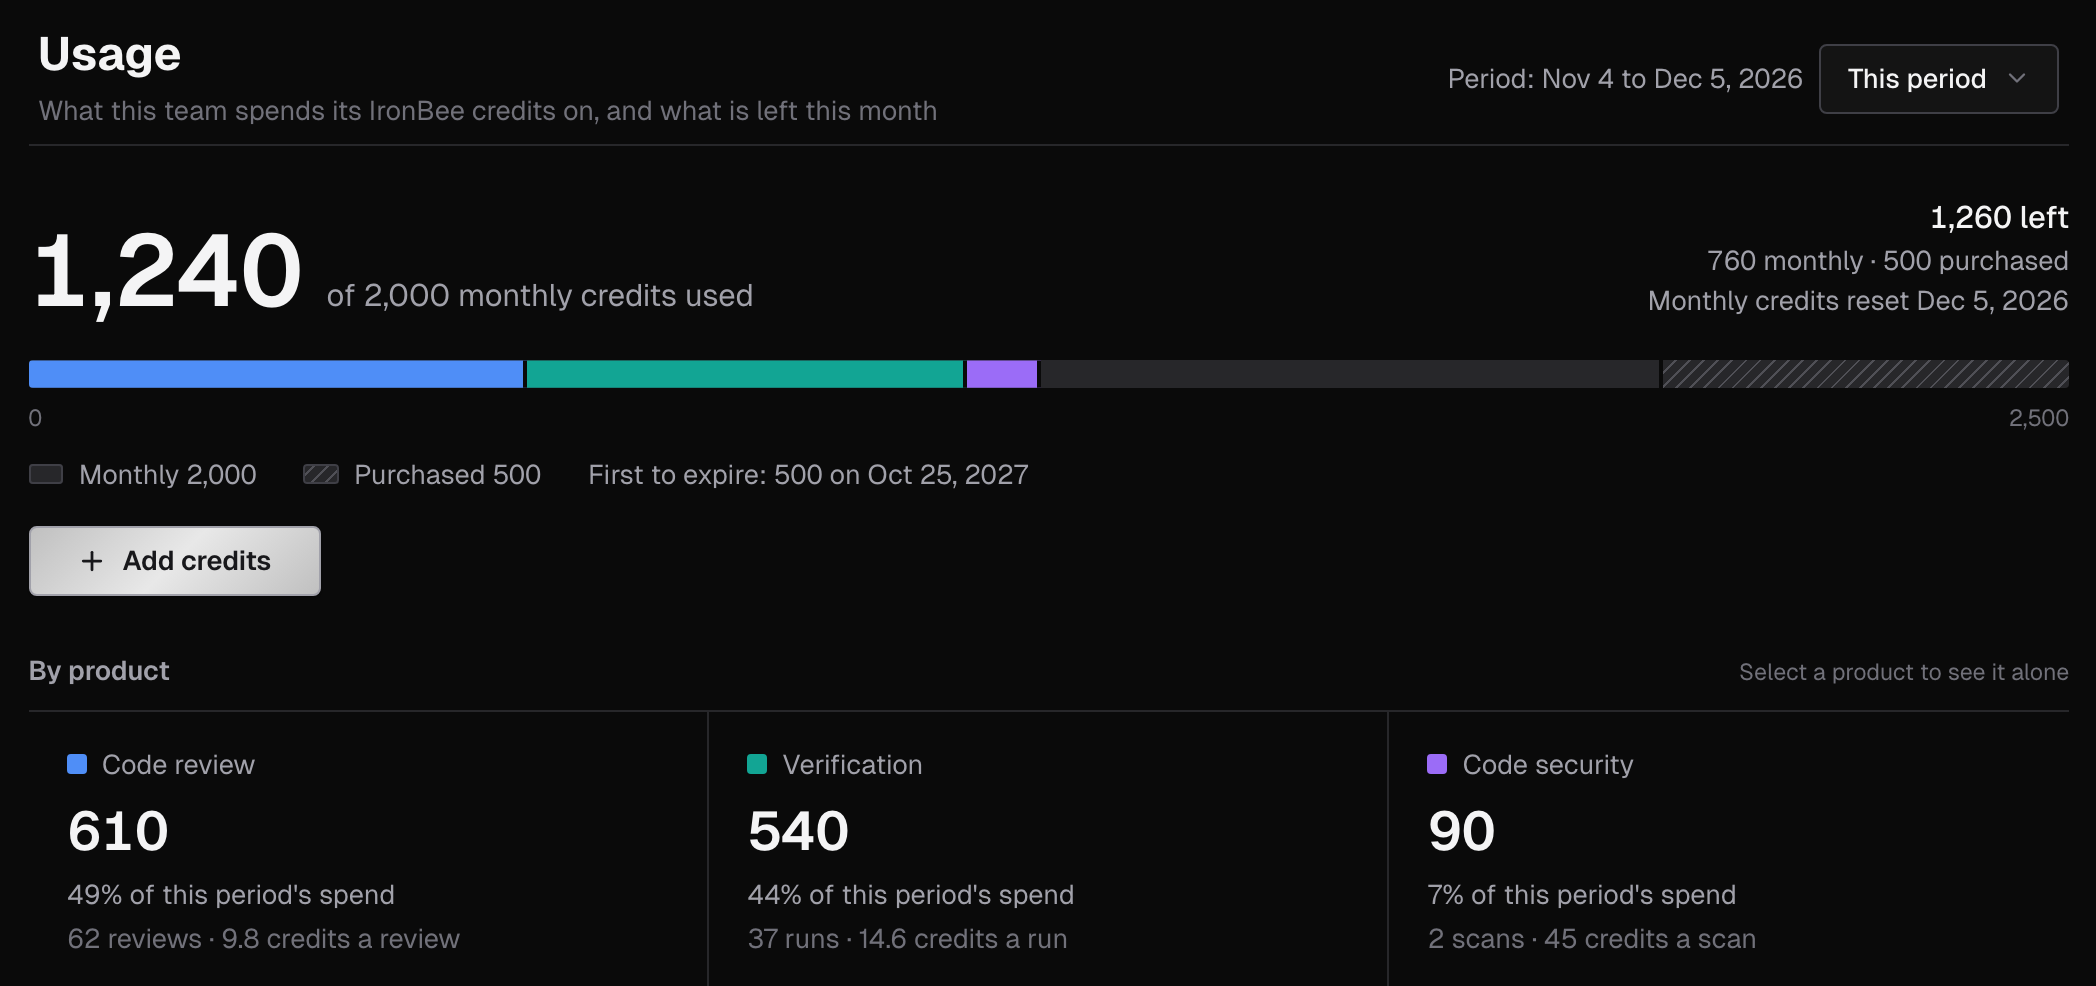 Usage
What this team spends its IronBee credits on, and what is left this month
Period: Nov 4 to Dec 5, 2026
This period
1,240 of 2,000 monthly credits used
1,260 left
760 monthly · 500 purchased
Monthly credits reset Dec 5, 2026
0
2,500
Monthly 2,000
Purchased 500
First to expire: 500 on Oct 25, 2027
+ Add credits
By product
Select a product to see it alone
Code review
610
49% of this period's spend
62 reviews · 9.8 credits a review
Verification
540
44% of this period's spend
37 runs · 14.6 credits a run
Code security
90
7% of this period's spend
2 scans · 45 credits a scan